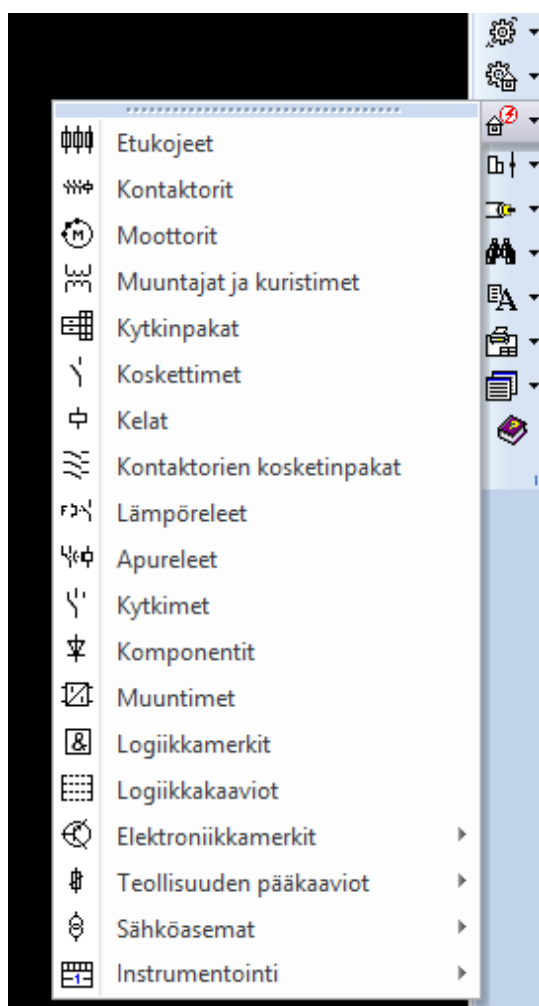 Etukojeet
Kontaktorit
Moottorit
Muuntajat ja kuristimet
Kytkinpakat
Koskettimet
Kelat
Kontaktorien kosketinpakat
Lämpöreleet
Apureleet
Kytkimet
Komponentit
Muuntimet
Logiikkamerkit
Logiikkakaaviot
Elektroniikkamerkit
Teollisuuden pääkaaviot
Sähköasemat
Instrumentointi